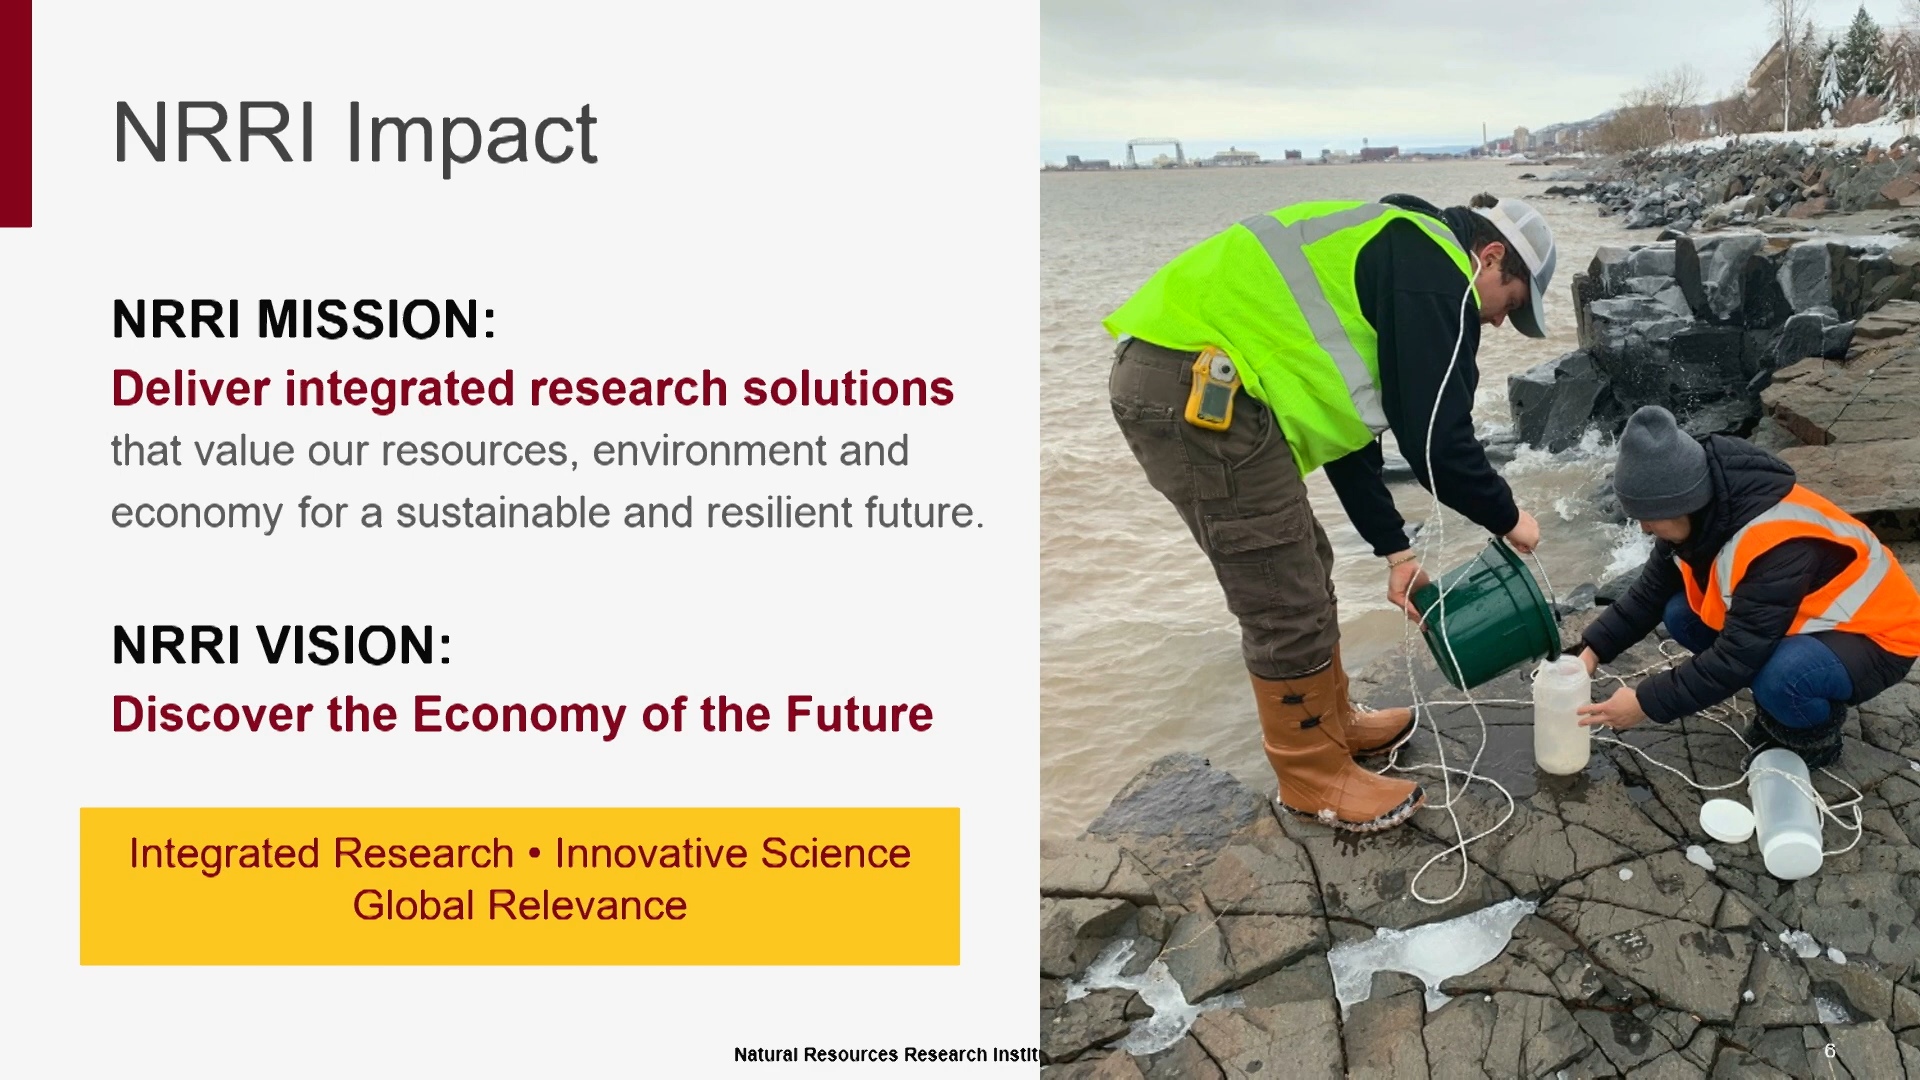 NRRI Impact
NRRI MISSION:
Deliver integrated research solutions
that value our resources, environment and
economy for a sustainable and resilient future.
NRRI VISION:
Discover the Economy of the Future
Integrated Research • Innovative Science
Global Relevance
Natural Resources Research
6